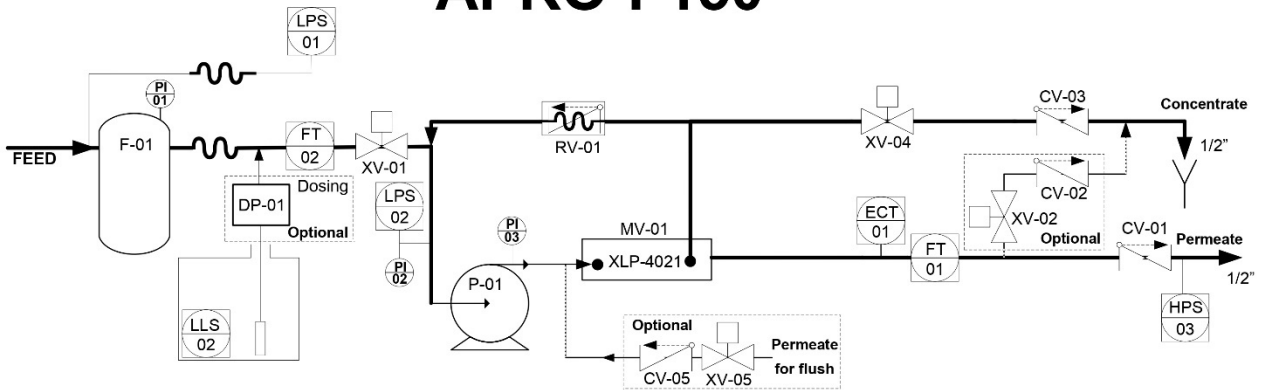 LPS
01
PI
01
F-01
FEED
FT
02
XV-01
Dosing
DP-01
Optional
LLS
02
LPS
02
PI
02
PI
03
P-01
RV-01
MV-01
XLP-4021
XV-04
CV-03
Concentrate
1/2"
CV-02
XV-02
Optional
ECT
01
FT
01
CV-01
Permeate
1/2"
HPS
03
Optional
Permeate
for flush
CV-05
XV-05